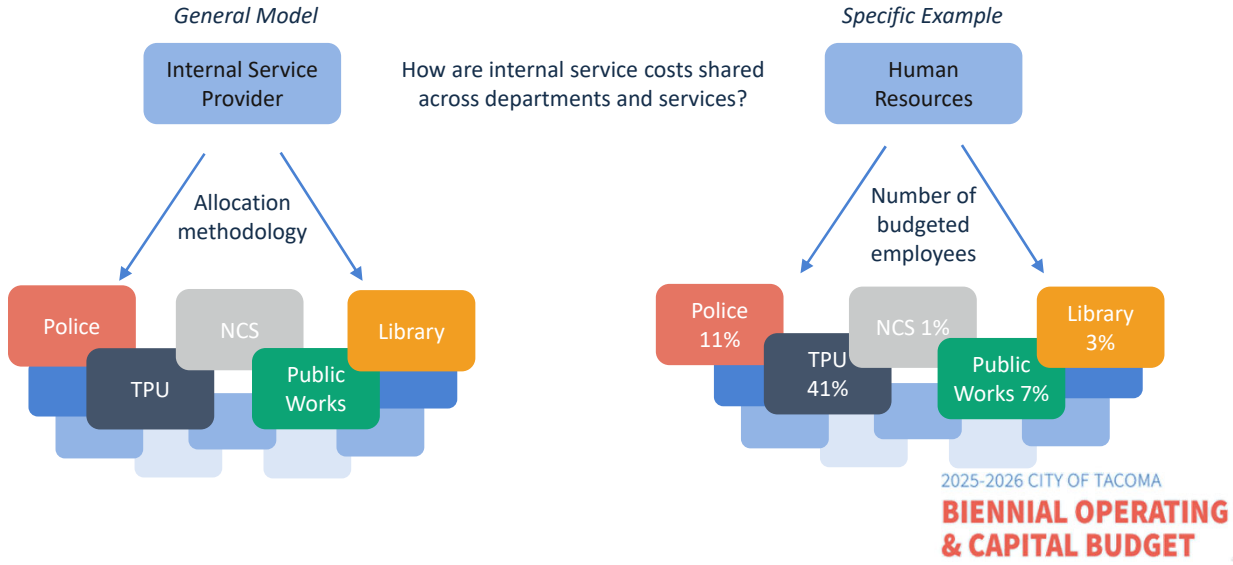 General Model
Specific Example
Internal Service
Provider
How are internal service costs shared
across departments and services?
Human
Resources
Allocation
methodology
Number of
budgeted
employees
Police
NCS
Library
TPU
Public
Works
Police
11%
NCS 1%
Library
3%
TPU
41%
Public
Works 7%
2025-2026 CITY OF TACOMA
BIENNIAL OPERATING
& CAPITAL BUDGET